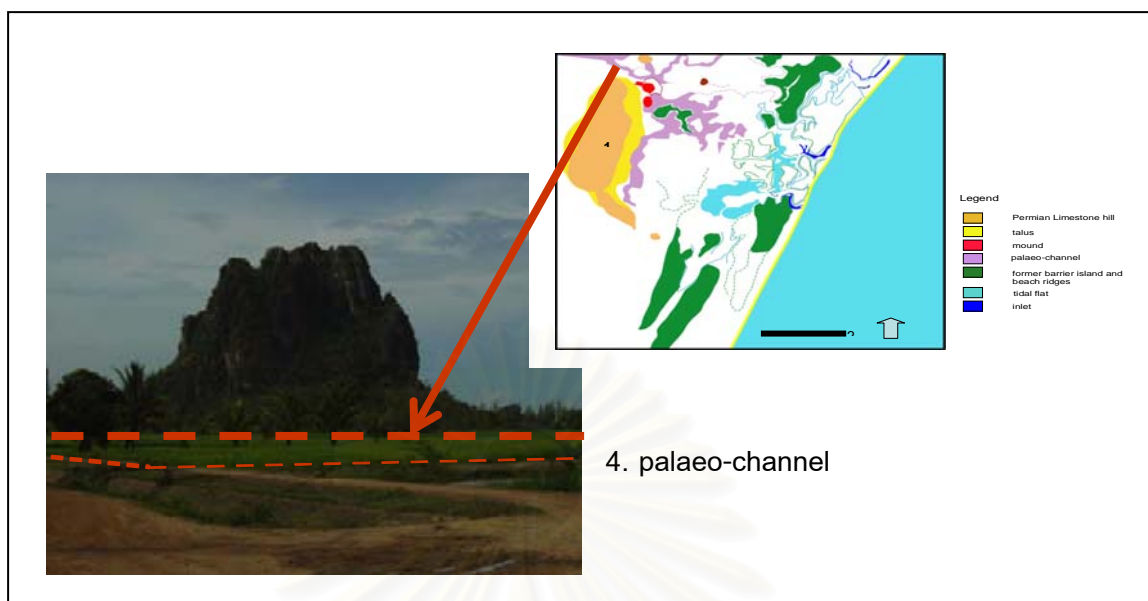 4
Legend
Permian Limestone hill
talus
mound
palaeo-channel
former barrier island and
beach ridges
tidal flat
inlet
4. palaeo-channel